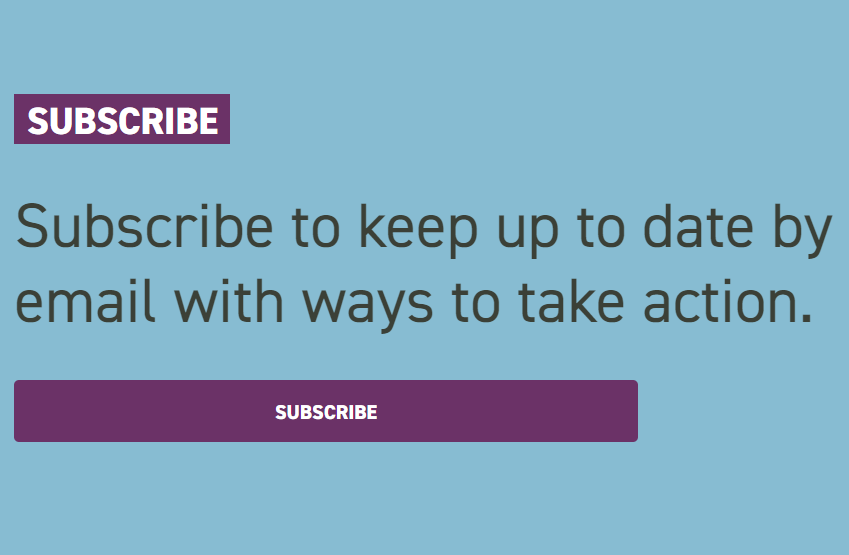 SUBSCRIBE
Subscribe to keep up to date by
email with ways to take action.
SUBSCRIBE